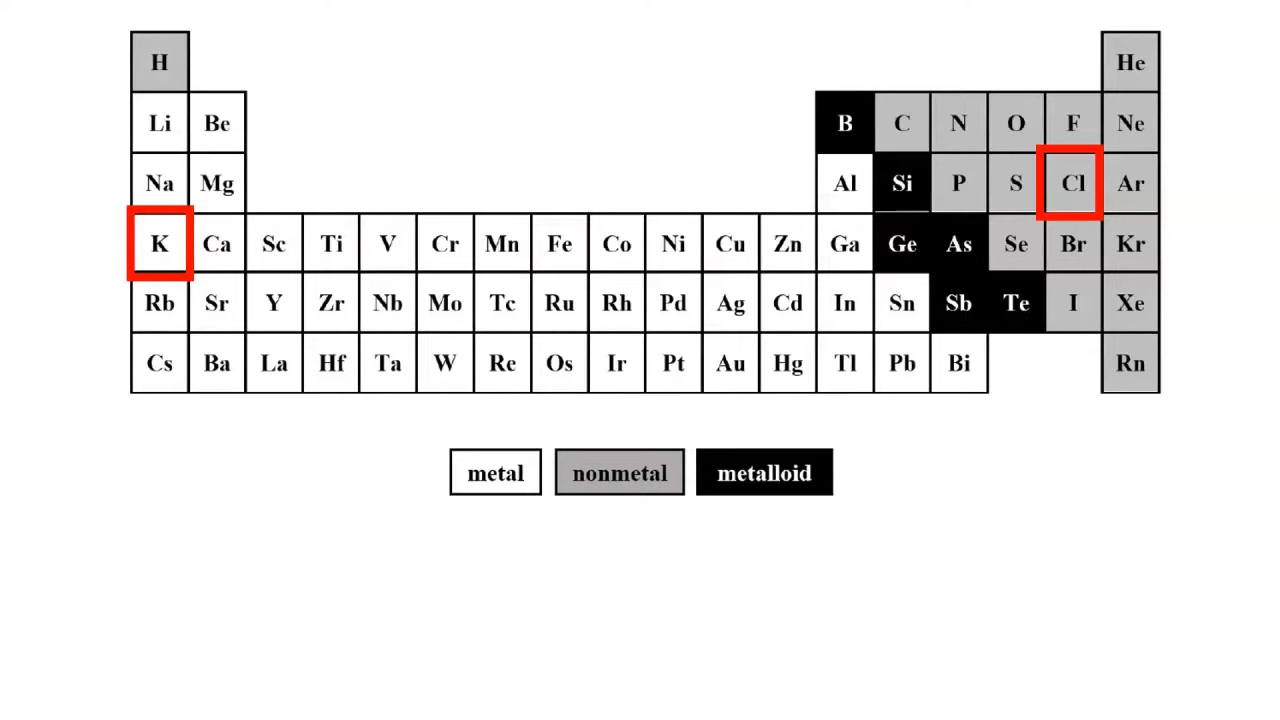 H He
Li Be B C N O F Ne
Na Mg Al Si P S Cl Ar
K Ca Sc Ti V Cr Mn Fe Co Ni Cu Zn Ga Ge As Se Br Kr
Rb Sr Y Zr Nb Mo Tc Ru Rh Pd Ag Cd In Sn Sb Te I Xe
Cs Ba La Hf Ta W Re Os Ir Pt Au Hg Tl Pb Bi Rn
metal nonmetal metalloid